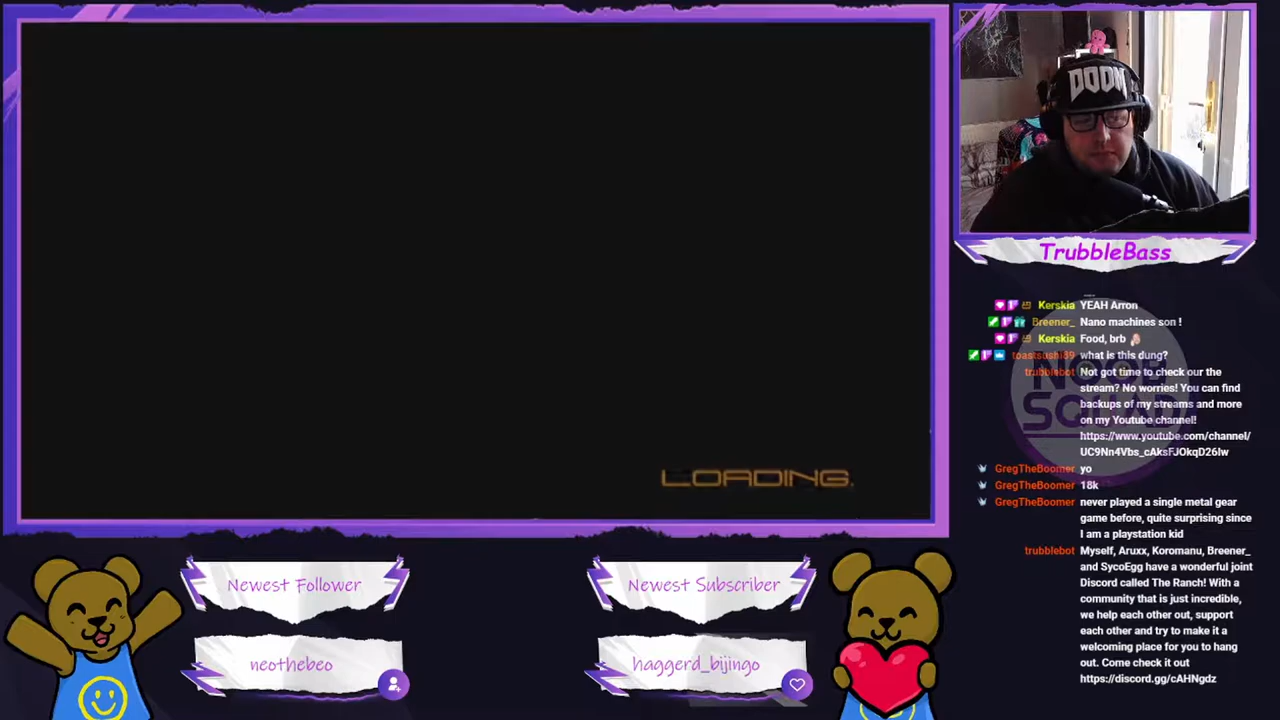 LOADING.
DOOM
TrubbleBass
Kerskia YEAH Arron
Breener_ Nano machines son !
Kerskia Food, brb
toastsushi89 what is this dung?
trubblebot Not got time to check our the
stream? No worries! You can find
backups of my streams and more
on my Youtube channel!
https://www.youtube.com/channel/
UC9Nn4Vbs_cAksFJOkqD26Iw
GregTheBoomer yo
GregTheBoomer 18k
GregTheBoomer never played a single metal gear
game before, quite surprising since
I am a playstation kid
trubblebot Myself, Aruxx, Koromanu, Breener_
and SycoEgg have a wonderful joint
Discord called The Ranch! With a
community that is just incredible,
we help each other out, support
each other and try to make it a
welcoming place for you to hang
out. Come check it out
https://discord.gg/cAHNgdz
NOOB
SQUAD
Newest Follower
neothebeo
Newest Subscriber
haggerd_bijingo